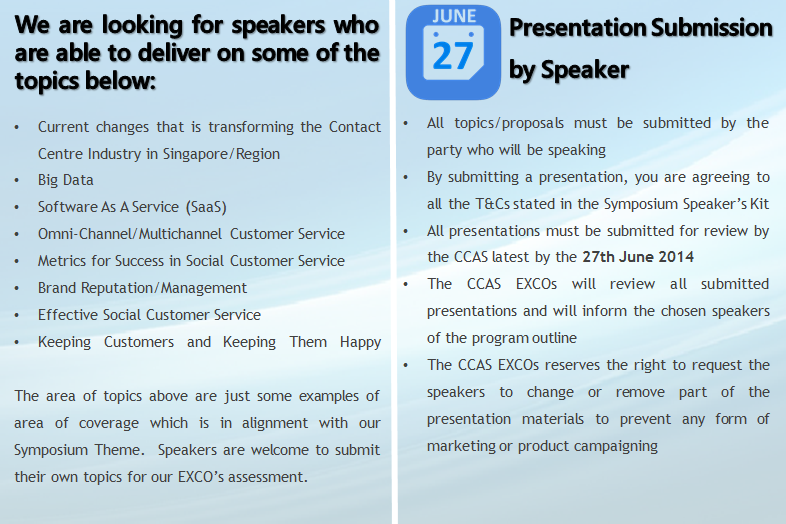 We are looking for speakers who
are able to deliver on some of the
topics below:
• Current changes that is transforming the Contact
Centre Industry in Singapore/Region
• Big Data
• Software As A Service (SaaS)
• Omni-Channel/Multichannel Customer Service
• Metrics for Success in Social Customer Service
• Brand Reputation/Management
• Effective Social Customer Service
• Keeping Customers and Keeping Them Happy
The area of topics above are just some examples of
area of coverage which is in alignment with our
Symposium Theme. Speakers are welcome to submit
their own topics for our EXCO's assessment.
JUNE
27
Presentation Submission
by Speaker
• All topics/proposals must be submitted by the
party who will be speaking
• By submitting a presentation, you are agreeing to
all the T&Cs stated in the Symposium Speaker's Kit
• All presentations must be submitted for review by
the CCAS latest by the 27th June 2014
• The CCAS EXCOs will review all submitted
presentations and will inform the chosen speakers
of the program outline
• The CCAS EXCOs reserves the right to request the
speakers to change or remove part of the
presentation materials to prevent any form of
marketing or product campaigning